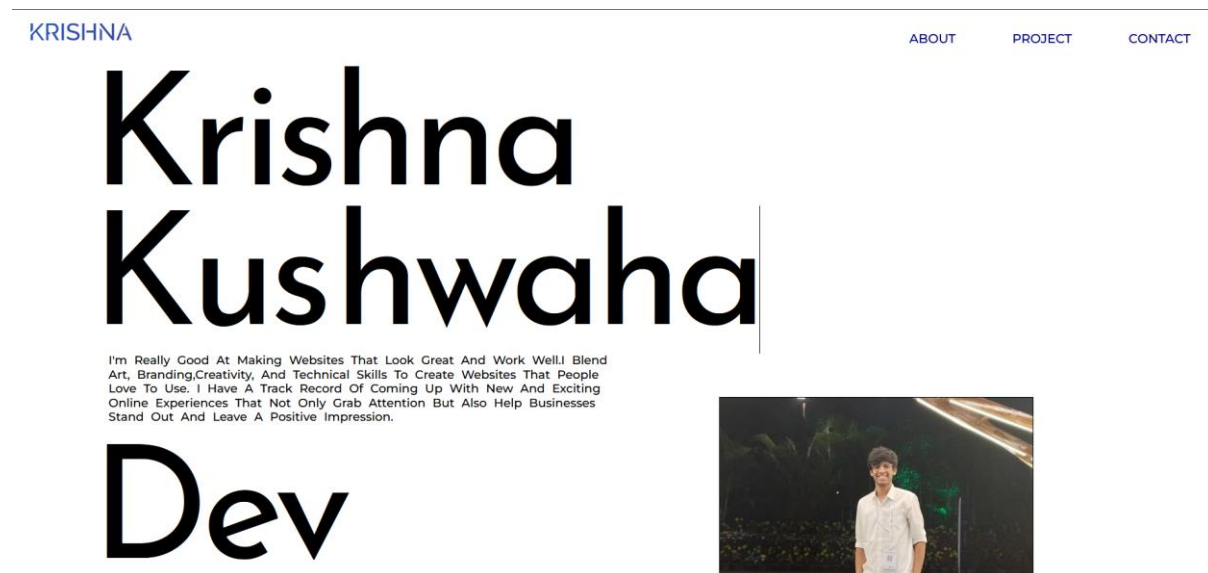 KRISHNA
ABOUT PROJECT CONTACT
Krishna
Kushwaha
I'm Really Good At Making Websites That Look Great And Work Well.I Blend
Art, Branding,Creativity, And Technical Skills To Create Websites That People
Love To Use. I Have A Track Record Of Coming Up With New And Exciting
Online Experiences That Not Only Grab Attention But Also Help Businesses
Stand Out And Leave A Positive Impression.
Dev